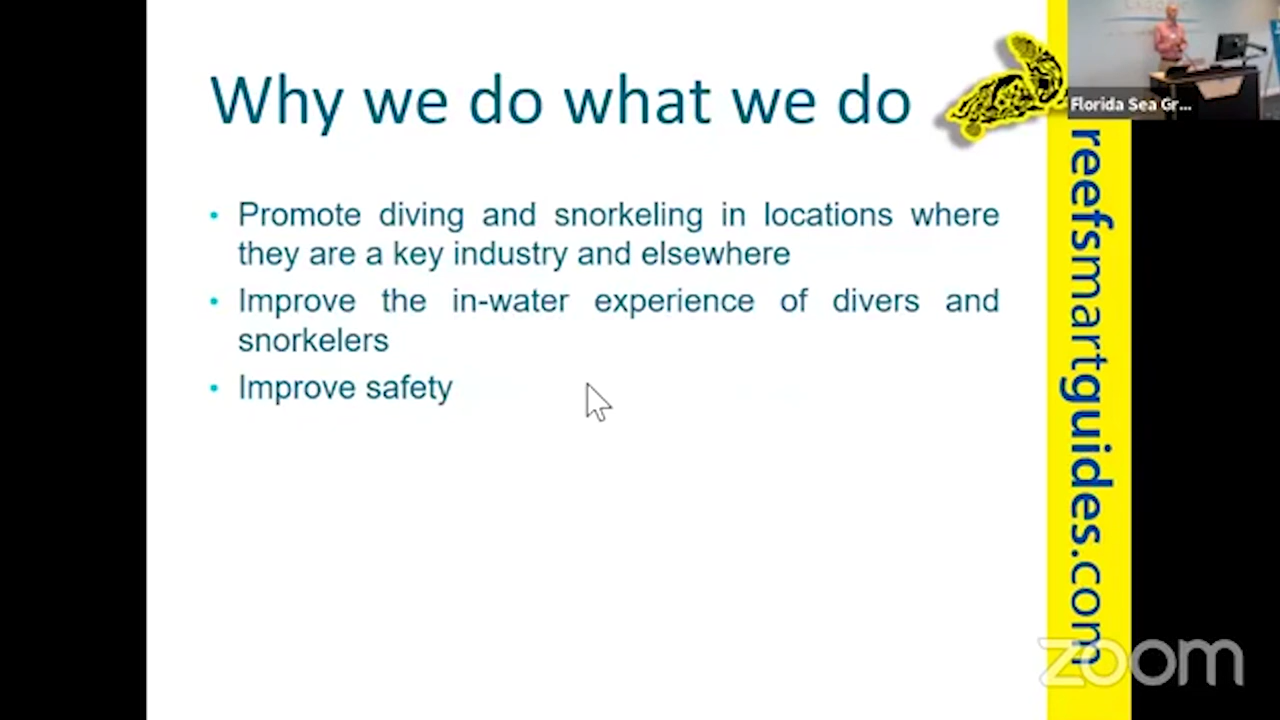 Why we do what we do
• Promote diving and snorkeling in locations where
they are a key industry and elsewhere
• Improve the in-water experience of divers and
snorkelers
• Improve safety
Florida Sea Gr...
reefsmartguides.com
zoom